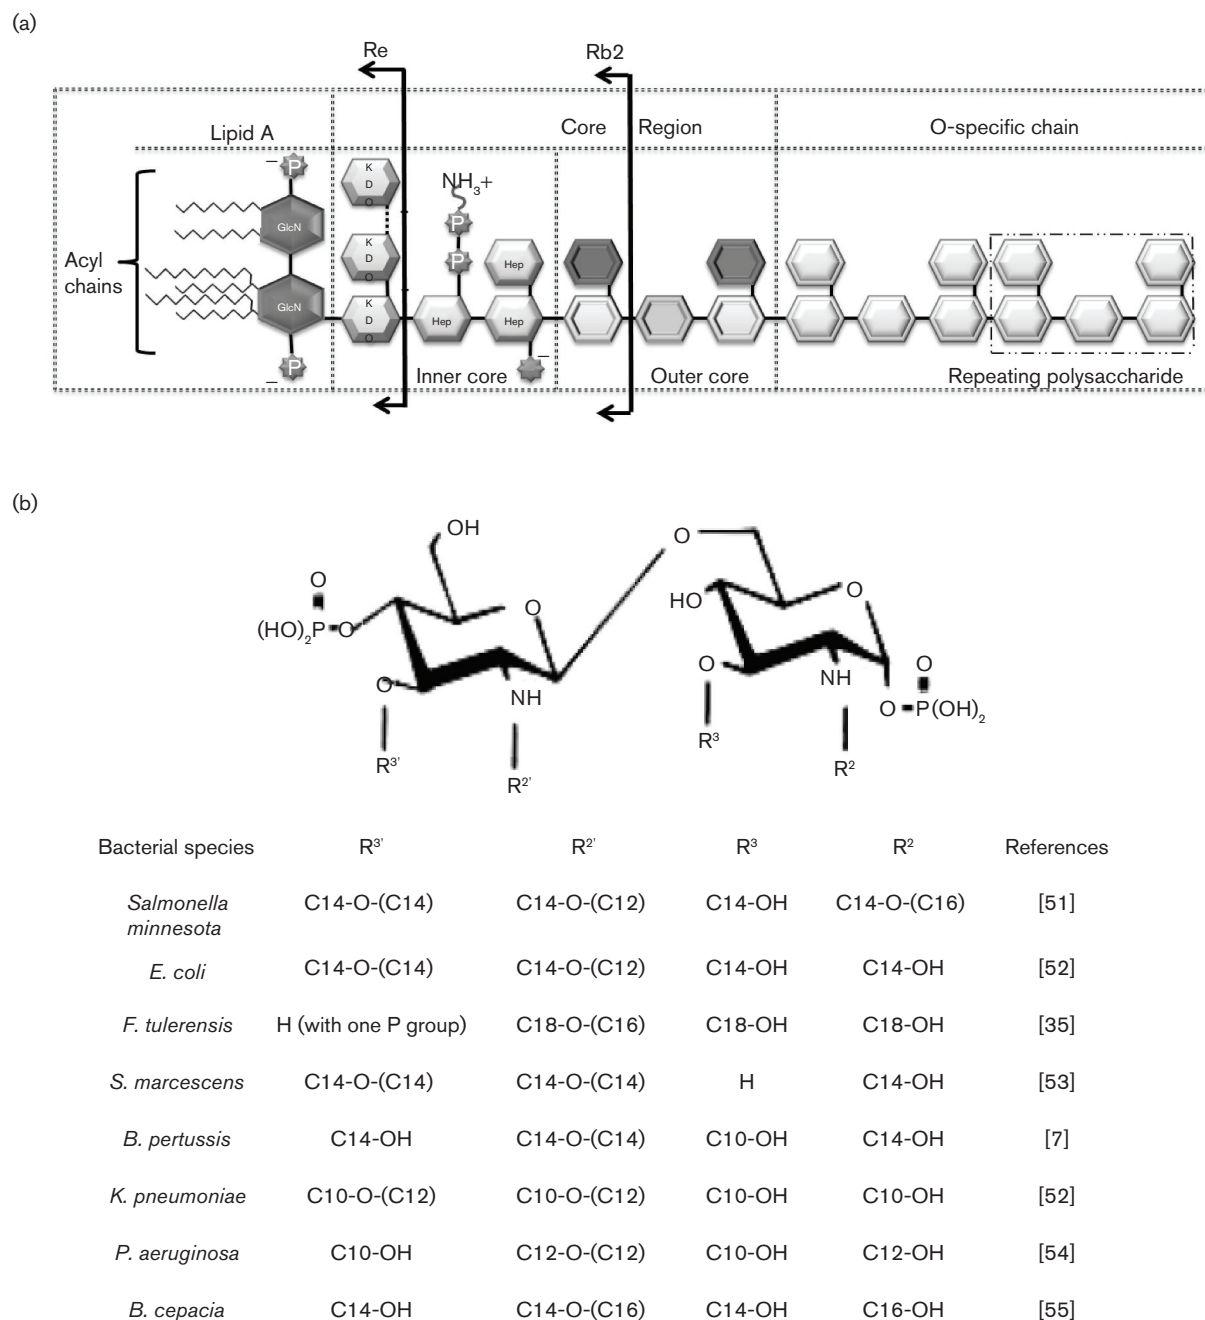 (a)
Re
Rb2
Lipid A
Core
Region
O-specific chain
– P
K D O
NH3+
P
GlcN
Acyl chains
K D O
P
Hep
GlcN
K D O
Hep
Hep
– P
–
Inner core
Outer core
Repeating polysaccharide
(b)
OH
O
O
O
O
HO
(HO)2P
O
O
O
NH
O
NH
O
O
P(OH)2
R3'
R2'
R3
R2
Bacterial species R3' R2' R3 R2 References
Salmonella minnesota C14-O-(C14) C14-O-(C12) C14-OH C14-O-(C16) [51]
E. coli C14-O-(C14) C14-O-(C12) C14-OH C14-OH [52]
F. tulerensis H (with one P group) C18-O-(C16) C18-OH C18-OH [35]
S. marcescens C14-O-(C14) C14-O-(C14) H C14-OH [53]
B. pertussis C14-OH C14-O-(C14) C10-OH C14-OH [7]
K. pneumoniae C10-O-(C12) C10-O-(C12) C10-OH C10-OH [52]
P. aeruginosa C10-OH C12-O-(C12) C10-OH C12-OH [54]
B. cepacia C14-OH C14-O-(C16) C14-OH C16-OH [55]